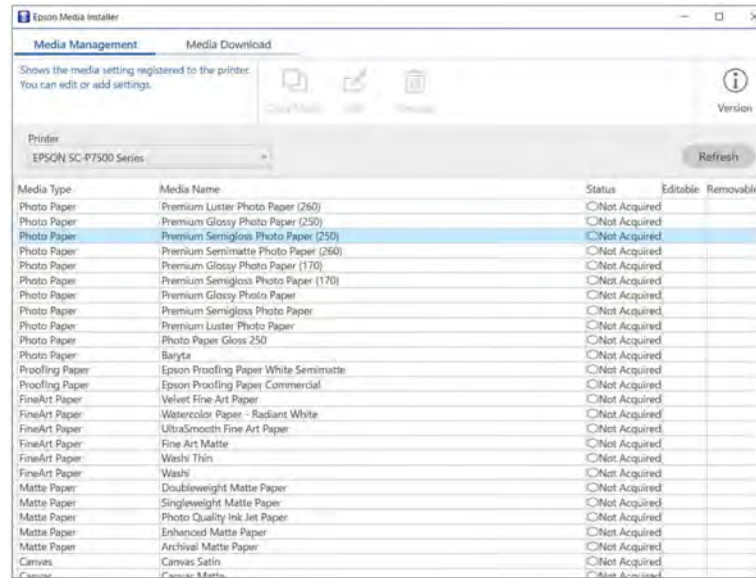 Epson Media Installer
Media Management Media Download
Shows the media setting registered to the printer.
You can edit or add settings.
Version
Printer
EPSON SC-P7500 Series
Refresh
Media Type Media Name Status Editable Removable
Photo Paper Premium Luster Photo Paper (260) Not Acquired
Photo Paper Premium Glossy Photo Paper (250) Not Acquired
Photo Paper Premium Semigloss Photo Paper (250) Not Acquired
Photo Paper Premium Semimatte Photo Paper (260) Not Acquired
Photo Paper Premium Glossy Photo Paper (170) Not Acquired
Photo Paper Premium Semigloss Photo Paper (170) Not Acquired
Photo Paper Premium Glossy Photo Paper Not Acquired
Photo Paper Premium Semigloss Photo Paper Not Acquired
Photo Paper Premium Luster Photo Paper Not Acquired
Photo Paper Photo Paper Gloss 250 Not Acquired
Photo Paper Baryta Not Acquired
Proofing Paper Epson Proofing Paper White Semimatte Not Acquired
Proofing Paper Epson Proofing Paper Commercial Not Acquired
FineArt Paper Velvet Fine Art Paper Not Acquired
FineArt Paper Watercolor Paper - Radiant White Not Acquired
FineArt Paper UltraSmooth Fine Art Paper Not Acquired
FineArt Paper Fine Art Matte Not Acquired
FineArt Paper Washi Thin Not Acquired
FineArt Paper Washi Not Acquired
Matte Paper Doubleweight Matte Paper Not Acquired
Matte Paper Singleweight Matte Paper Not Acquired
Matte Paper Photo Quality Ink Jet Paper Not Acquired
Matte Paper Enhanced Matte Paper Not Acquired
Matte Paper Archival Matte Paper Not Acquired
Canvas Canvas Satin Not Acquired
Canvas Canvas Matte Not Acquired